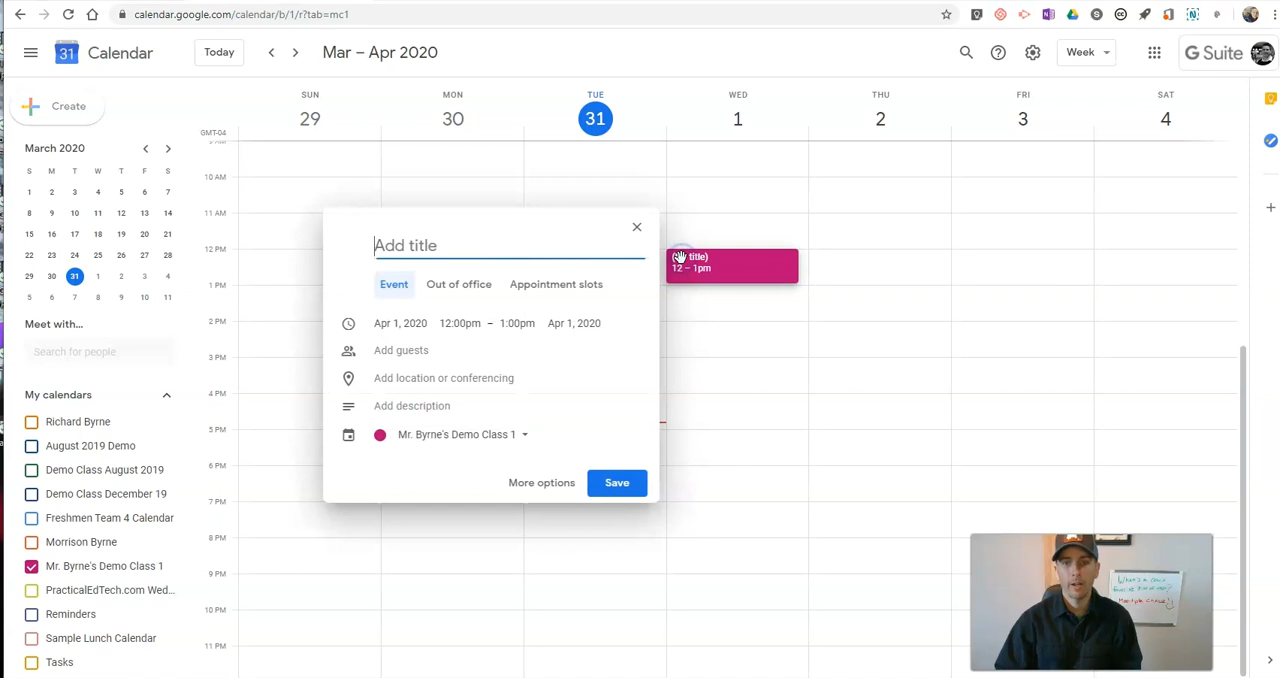 calendar.google.com/calendar/b/1/r?tab=mc1
31 Calendar Today Mar – Apr 2020 Week G Suite
Create
SUN MON TUE WED THU FRI SAT
29 30 31 1 2 3 4
GMT-04
March 2020
S M T W T F S
1 2 3 4 5 6 7
8 9 10 11 12 13 14
15 16 17 18 19 20 21
22 23 24 25 26 27 28
29 30 31 1 2 3 4
5 6 7 8 9 10 11
Meet with...
Search for people
My calendars
Richard Byrne
August 2019 Demo
Demo Class August 2019
Demo Class December 19
Freshmen Team 4 Calendar
Morrison Byrne
Mr. Byrne's Demo Class 1
PracticalEdTech.com Wed...
Reminders
Sample Lunch Calendar
Tasks
10 AM
11 AM
12 PM
1 PM
2 PM
3 PM
4 PM
5 PM
6 PM
7 PM
8 PM
9 PM
10 PM
11 PM
Add title
Event Out of office Appointment slots
Apr 1, 2020 12:00pm – 1:00pm Apr 1, 2020
Add guests
Add location or conferencing
Add description
Mr. Byrne's Demo Class 1
More options Save
title)
12 – 1pm
What's a cow's
favorite
Multiple choice!